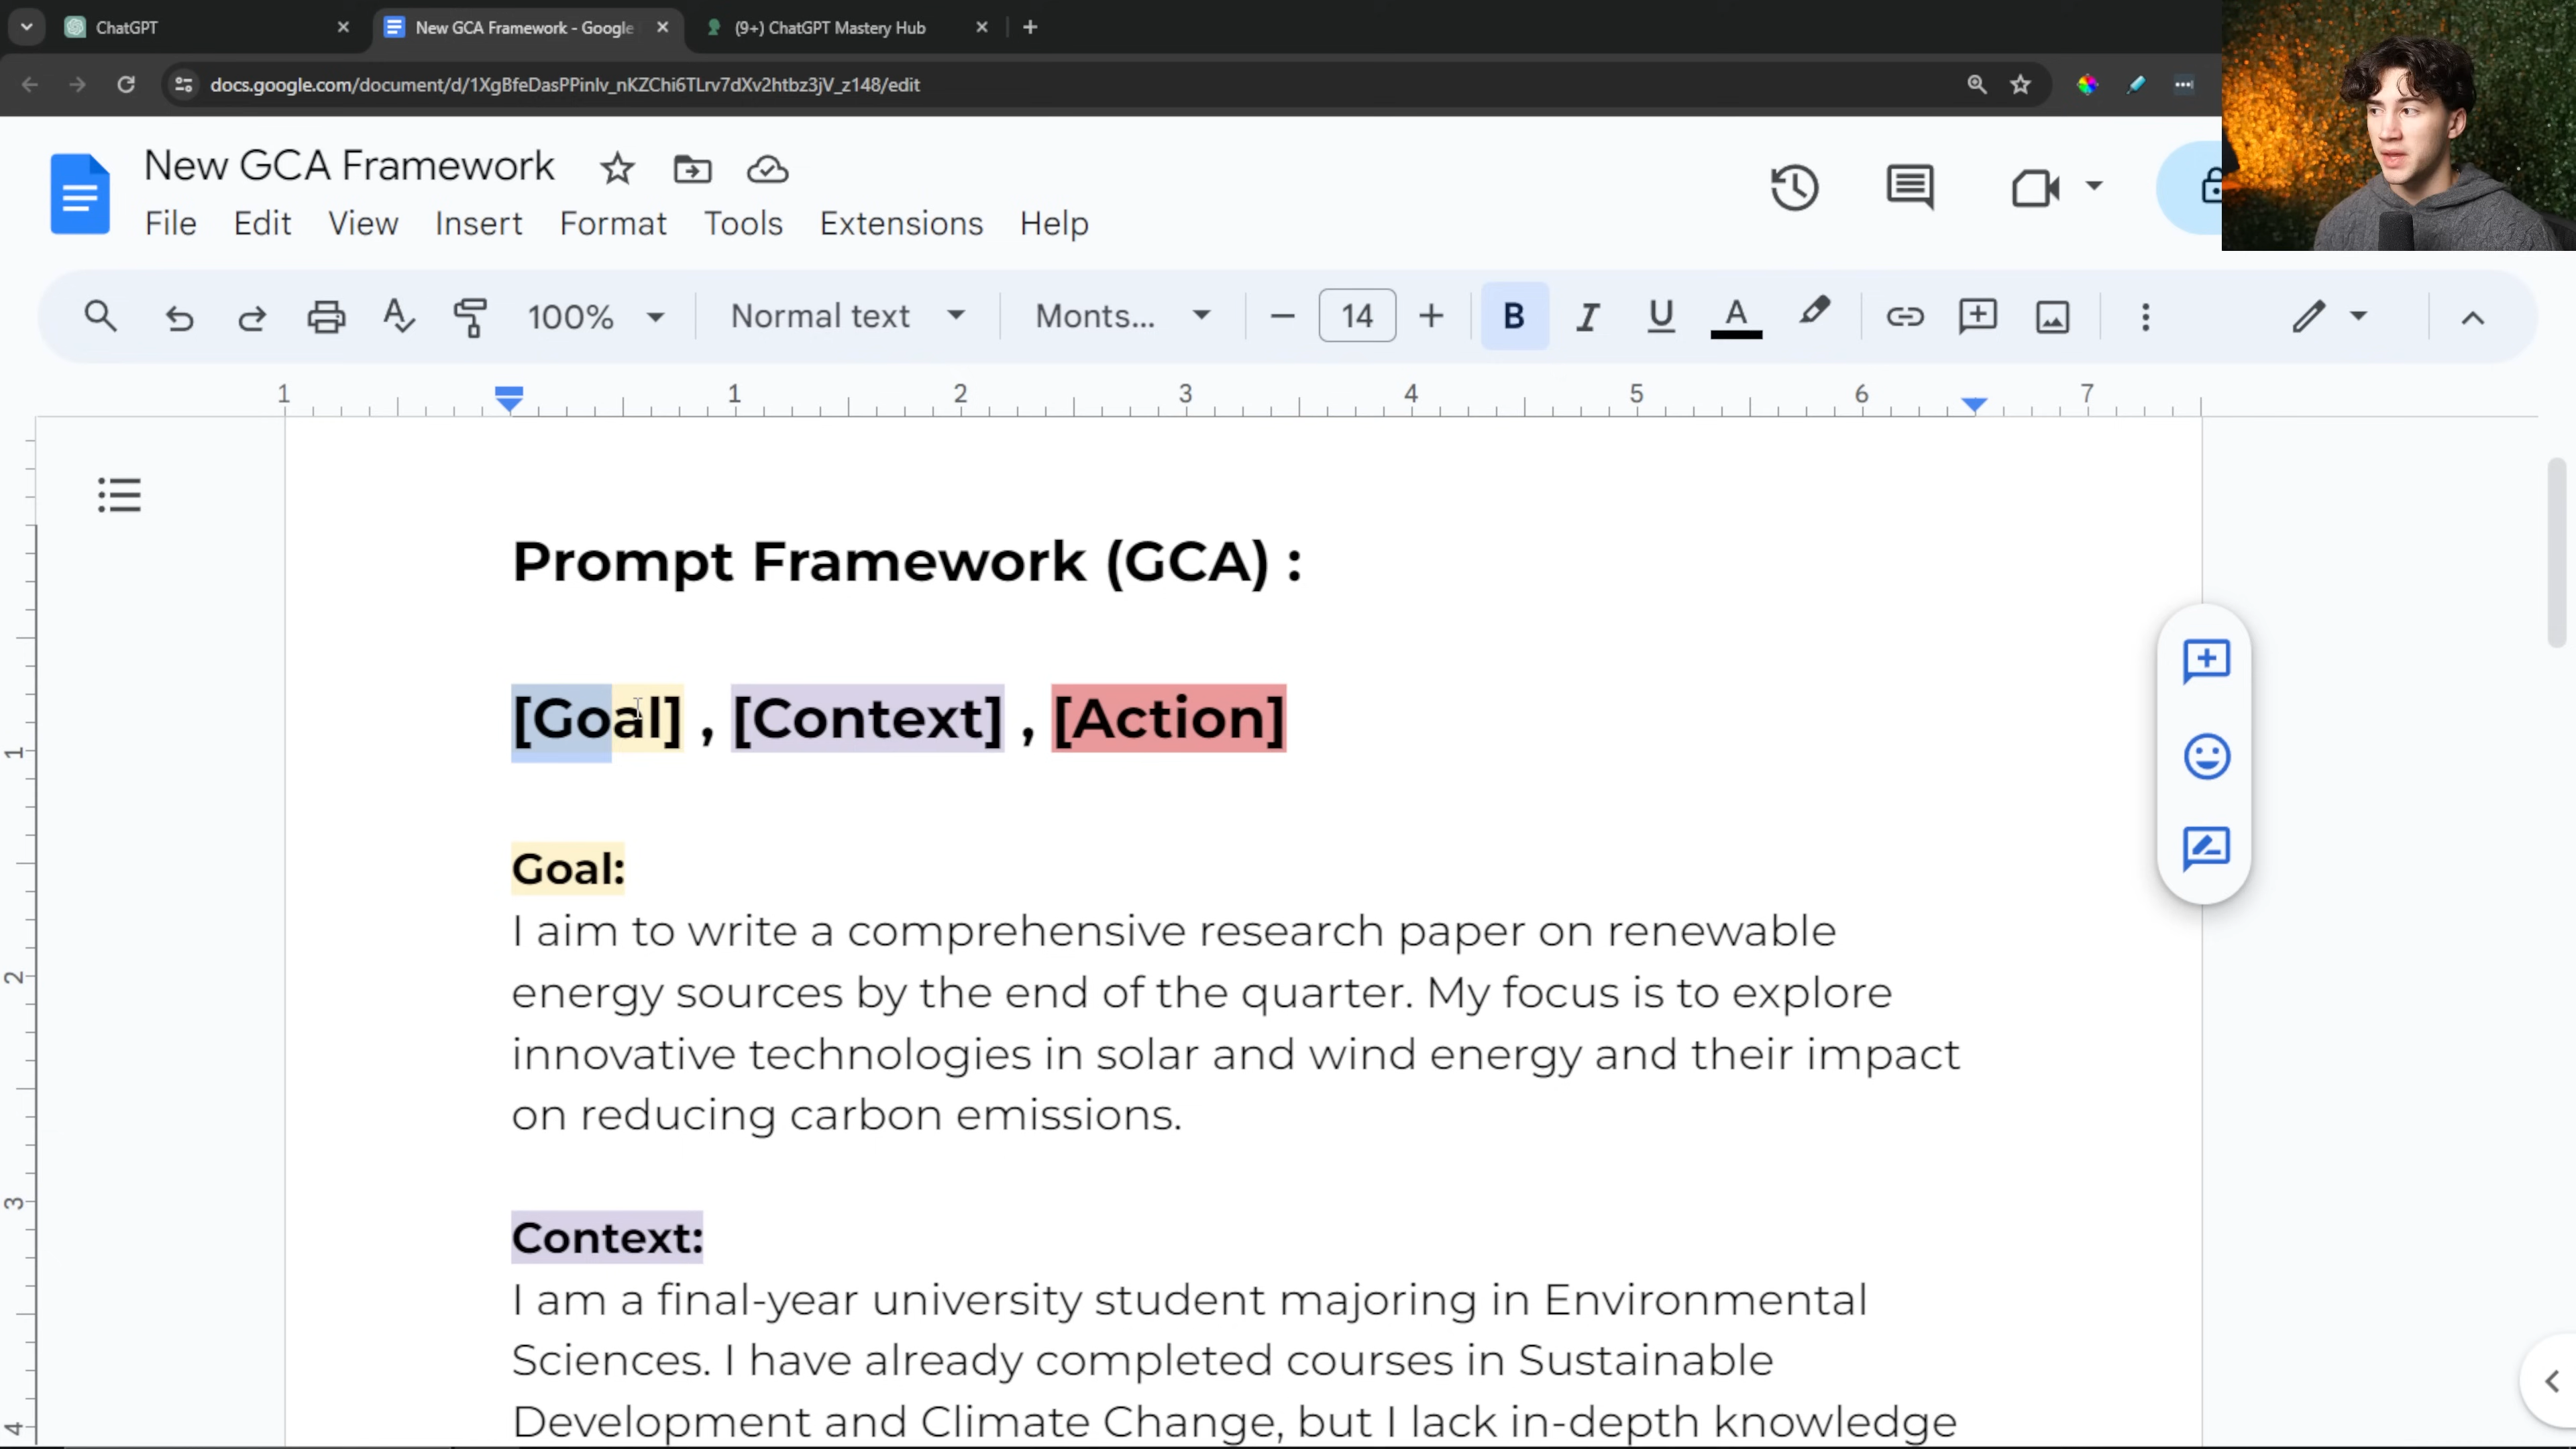 ChatGPT
New GCA Framework - Google
(9+) ChatGPT Mastery Hub
docs.google.com/document/d/1XgBfeDasPPinlv_nKZChi6TLrv7dXv2htbz3jV_z148/edit
New GCA Framework
File Edit View Insert Format Tools Extensions Help
100% Normal text Monts... 14 B I U A
1 1 2 3 4 5 6 7
Prompt Framework (GCA) :
[Goal] , [Context] , [Action]
1
Goal:
I aim to write a comprehensive research paper on renewable
2
energy sources by the end of the quarter. My focus is to explore
innovative technologies in solar and wind energy and their impact
on reducing carbon emissions.
3
Context:
I am a final-year university student majoring in Environmental
Sciences. I have already completed courses in Sustainable
4
Development and Climate Change, but I lack in-depth knowledge